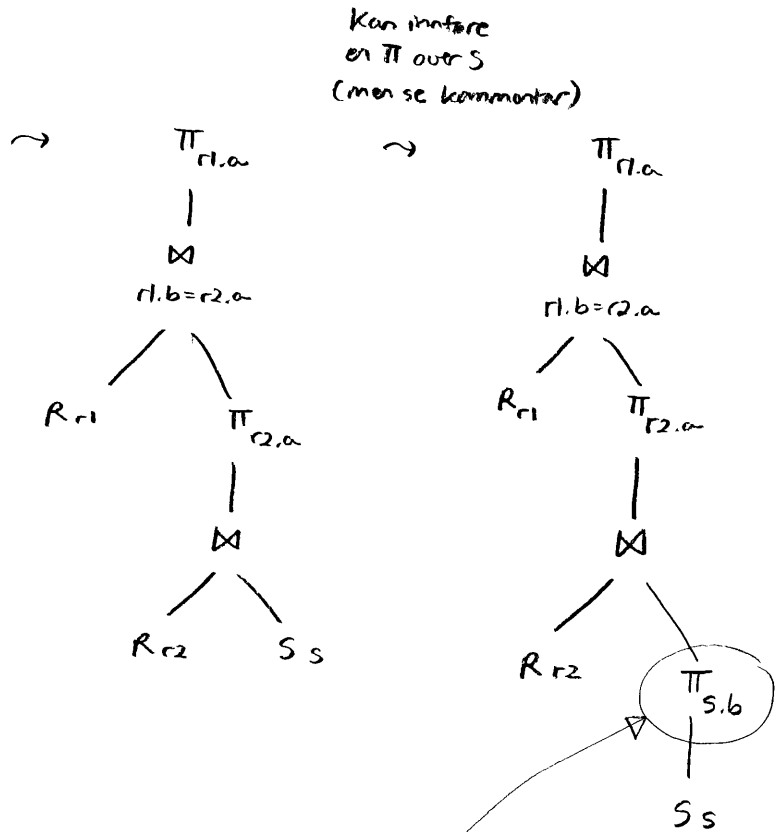 Kan innføre
en π over S
(men se kommentar)
⤳ π r1.a ⤳ π r1.a
⋈ ⋈
r1.b=r2.a r1.b=r2.a
R r1 π r2.a R r1 π r2.a
⋈ ⋈
R r2 S s R r2 π s.b
S s